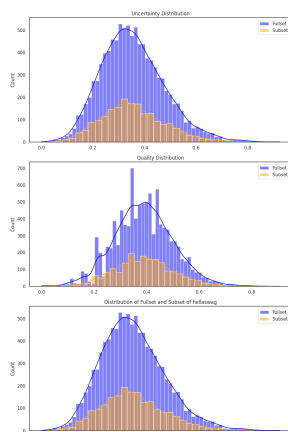 Uncertainty Distribution
Fullset
Subset
500
400
300
200
100
0
Count
0.0
0.2
0.4
0.6
0.8
Quality Distribution
Fullset
Subset
700
600
500
400
300
200
100
0
Count
0.0
0.2
0.4
0.6
0.8
Distribution of Fullset and Subset of hellaswag
Fullset
Subset
500
400
300
200
100
0
Count